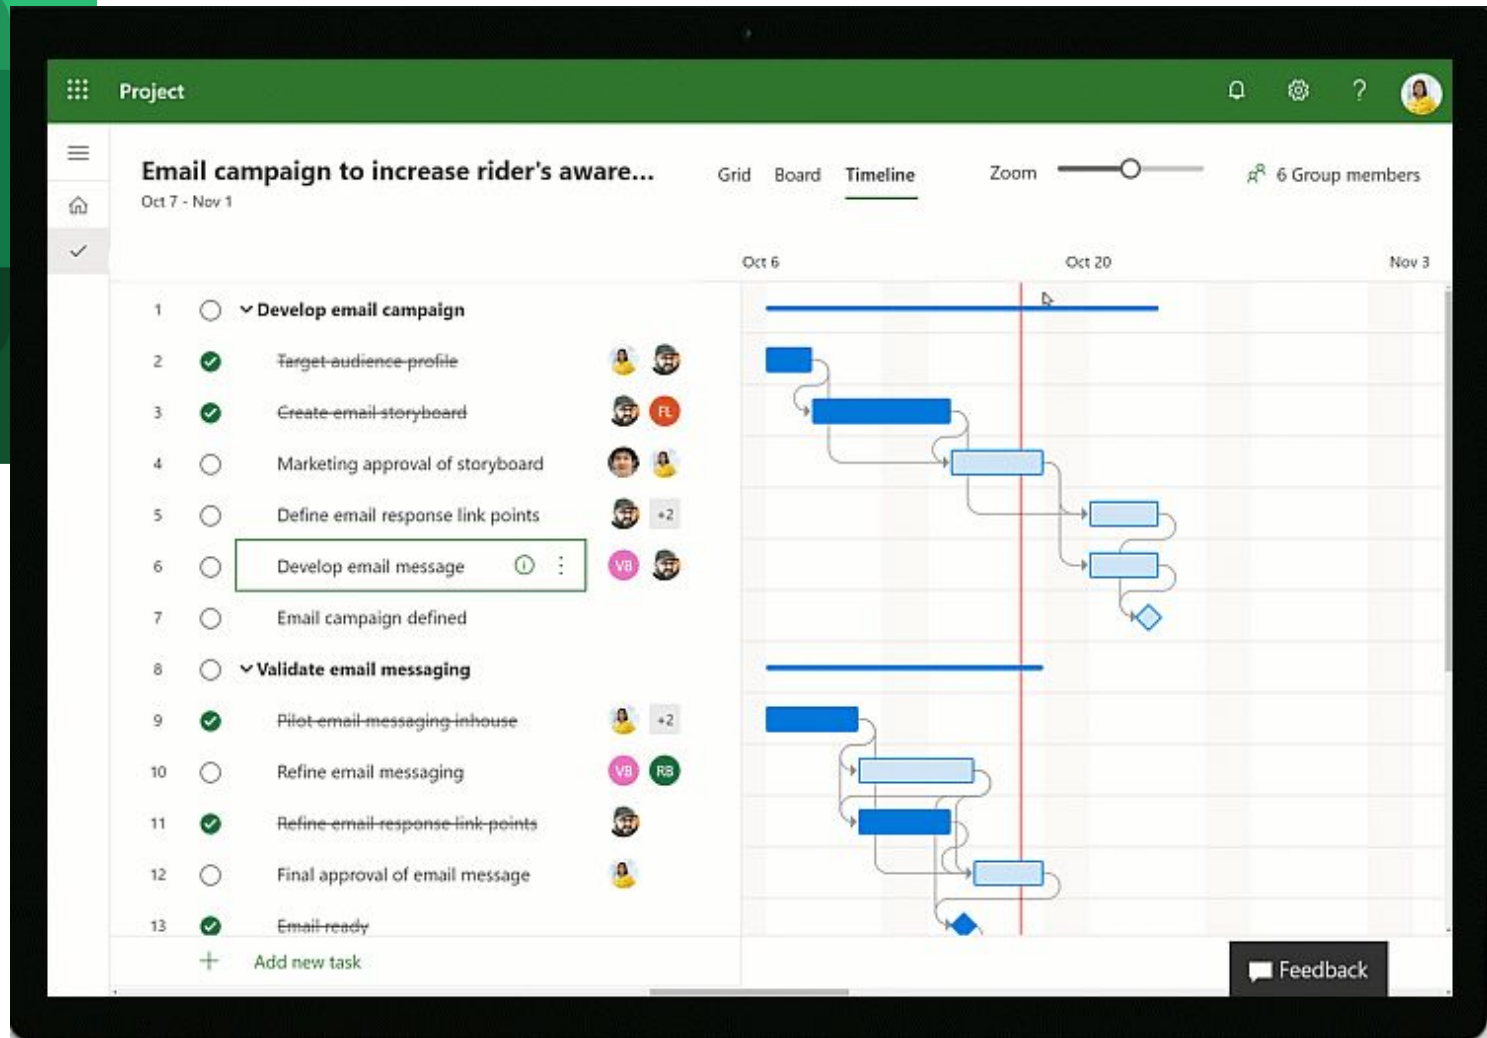 Project
?
Email campaign to increase rider's aware...
Grid Board Timeline
Zoom
6 Group members
Oct 7 - Nov 1
Oct 6 Oct 20 Nov 3
1 Develop email campaign
2 Target audience profile
3 Create email storyboard FL
4 Marketing approval of storyboard
5 Define email response link points +2
6 Develop email message VB
7 Email campaign defined
8 Validate email messaging
9 Pilot email messaging inhouse +2
10 Refine email messaging VB RB
11 Refine email response link points
12 Final approval of email message
13 Email ready
+ Add new task
Feedback